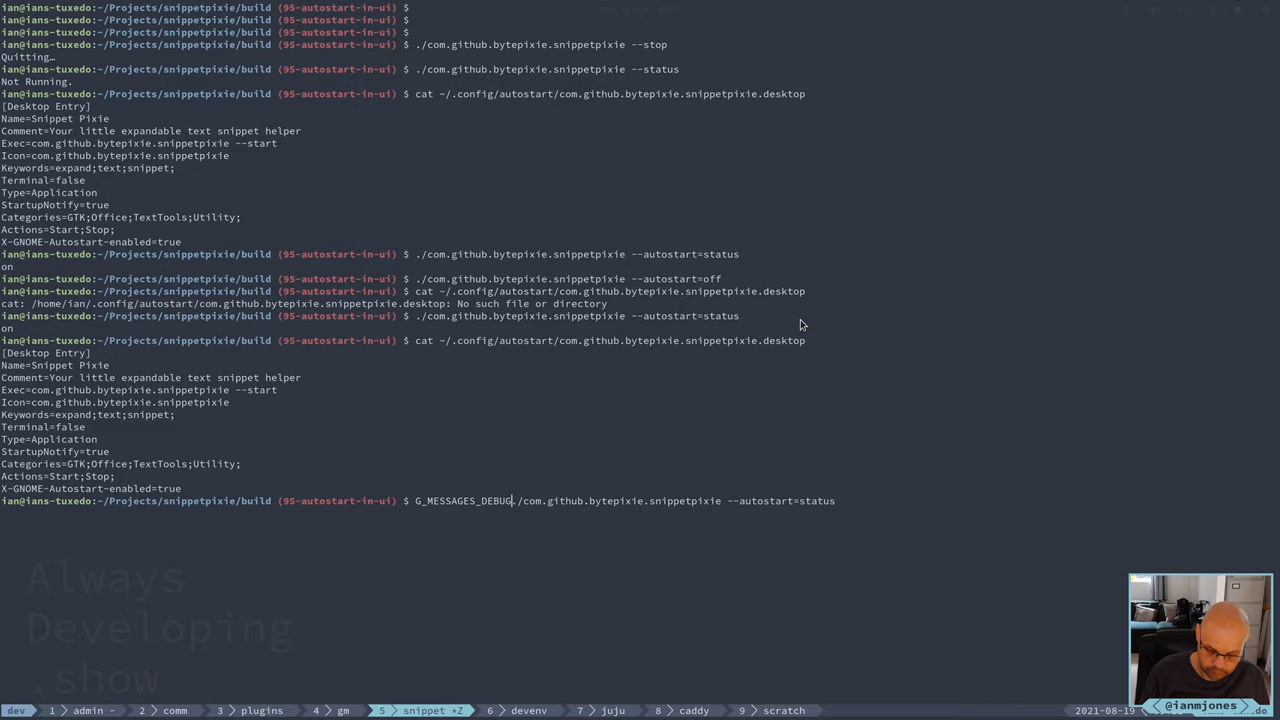 ian@ians-tuxedo:~/Projects/snippetpixie/build (95-autostart-in-ui) $
ian@ians-tuxedo:~/Projects/snippetpixie/build (95-autostart-in-ui) $
ian@ians-tuxedo:~/Projects/snippetpixie/build (95-autostart-in-ui) $
ian@ians-tuxedo:~/Projects/snippetpixie/build (95-autostart-in-ui) $ ./com.github.bytepixie.snippetpixie --stop
Quitting…
ian@ians-tuxedo:~/Projects/snippetpixie/build (95-autostart-in-ui) $ ./com.github.bytepixie.snippetpixie --status
Not Running.
ian@ians-tuxedo:~/Projects/snippetpixie/build (95-autostart-in-ui) $ cat ~/.config/autostart/com.github.bytepixie.snippetpixie.desktop
[Desktop Entry]
Name=Snippet Pixie
Comment=Your little expandable text snippet helper
Exec=com.github.bytepixie.snippetpixie --start
Icon=com.github.bytepixie.snippetpixie
Keywords=expand;text;snippet;
Terminal=false
Type=Application
StartupNotify=true
Categories=GTK;Office;TextTools;Utility;
Actions=Start;Stop;
X-GNOME-Autostart-enabled=true
ian@ians-tuxedo:~/Projects/snippetpixie/build (95-autostart-in-ui) $ ./com.github.bytepixie.snippetpixie --autostart=status
on
ian@ians-tuxedo:~/Projects/snippetpixie/build (95-autostart-in-ui) $ ./com.github.bytepixie.snippetpixie --autostart=off
ian@ians-tuxedo:~/Projects/snippetpixie/build (95-autostart-in-ui) $ cat ~/.config/autostart/com.github.bytepixie.snippetpixie.desktop
cat: /home/ian/.config/autostart/com.github.bytepixie.snippetpixie.desktop: No such file or directory
ian@ians-tuxedo:~/Projects/snippetpixie/build (95-autostart-in-ui) $ ./com.github.bytepixie.snippetpixie --autostart=status
on
ian@ians-tuxedo:~/Projects/snippetpixie/build (95-autostart-in-ui) $ cat ~/.config/autostart/com.github.bytepixie.snippetpixie.desktop
[Desktop Entry]
Name=Snippet Pixie
Comment=Your little expandable text snippet helper
Exec=com.github.bytepixie.snippetpixie --start
Icon=com.github.bytepixie.snippetpixie
Keywords=expand;text;snippet;
Terminal=false
Type=Application
StartupNotify=true
Categories=GTK;Office;TextTools;Utility;
Actions=Start;Stop;
X-GNOME-Autostart-enabled=true
ian@ians-tuxedo:~/Projects/snippetpixie/build (95-autostart-in-ui) $ G_MESSAGES_DEBUG./com.github.bytepixie.snippetpixie --autostart=status
Always
Developing
.show
@ianmjones
dev 1 admin - 2 comm 3 plugins 4 gm 5 snippet *Z 6 devenv 7 juju 8 caddy 9 scratch 2021-08-19